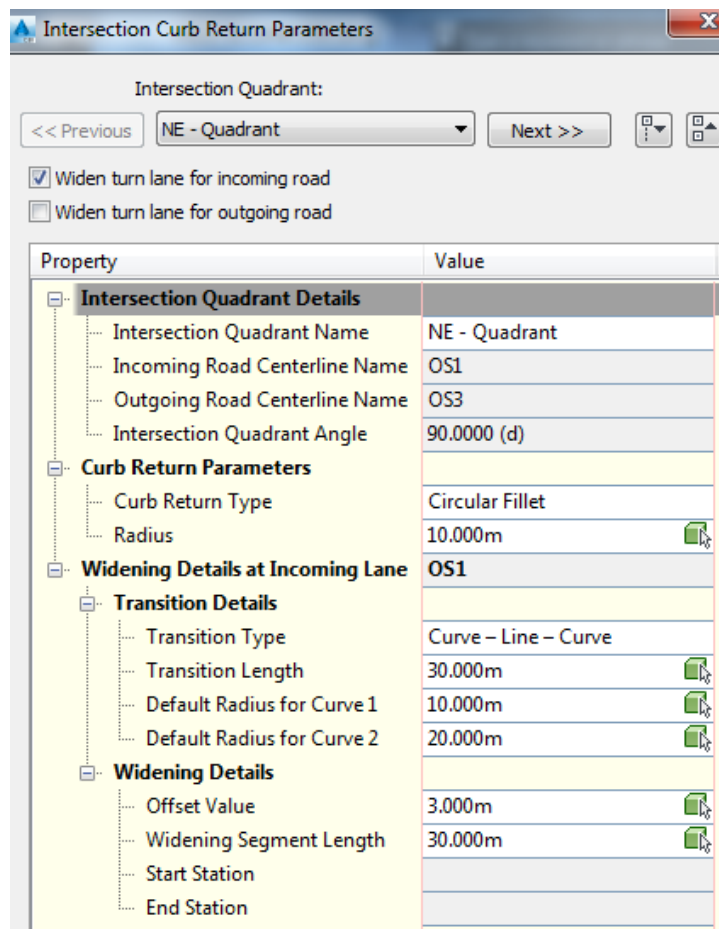 Intersection Curb Return Parameters
Intersection Quadrant:
<< Previous NE - Quadrant Next >>
Widen turn lane for incoming road
Widen turn lane for outgoing road
Property Value
Intersection Quadrant Details
Intersection Quadrant Name NE - Quadrant
Incoming Road Centerline Name OS1
Outgoing Road Centerline Name OS3
Intersection Quadrant Angle 90.0000 (d)
Curb Return Parameters
Curb Return Type Circular Fillet
Radius 10.000m
Widening Details at Incoming Lane OS1
Transition Details
Transition Type Curve – Line – Curve
Transition Length 30.000m
Default Radius for Curve 1 10.000m
Default Radius for Curve 2 20.000m
Widening Details
Offset Value 3.000m
Widening Segment Length 30.000m
Start Station
End Station